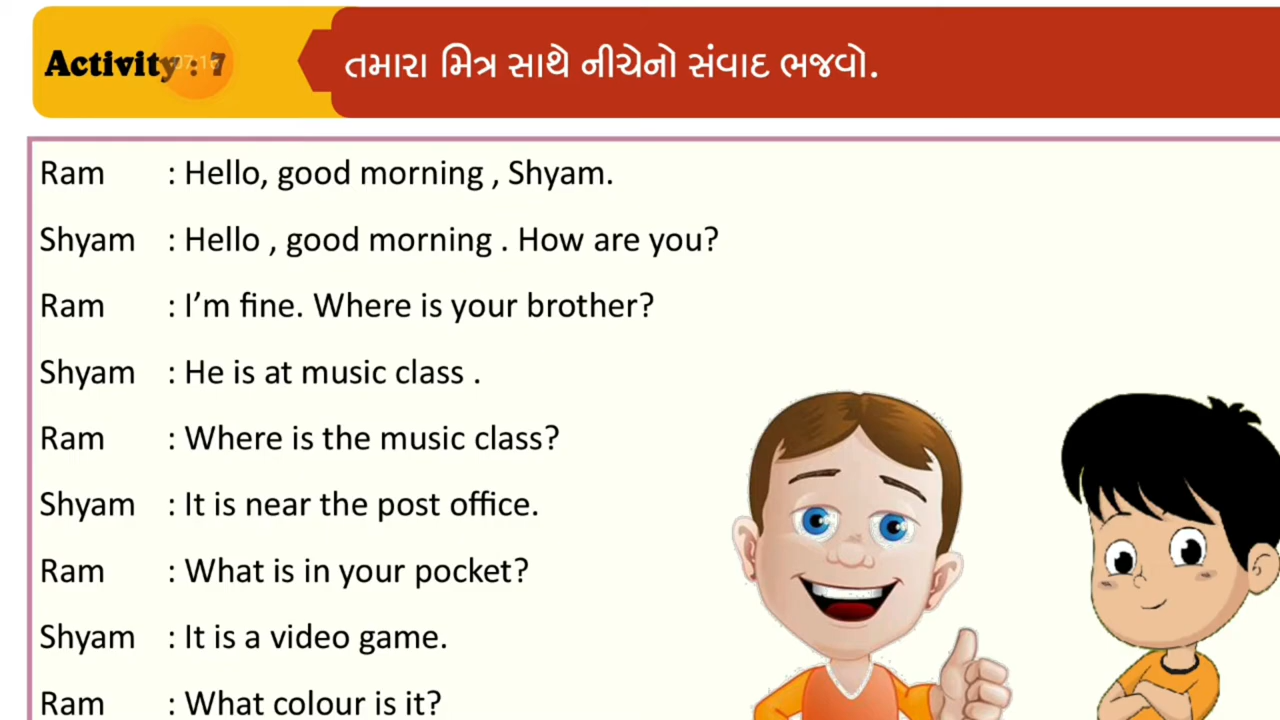 Activity : 7
તમારા મિત્ર સાથે નીચેનો સંવાદ ભજવો.
Ram : Hello, good morning , Shyam.
Shyam : Hello , good morning . How are you?
Ram : I’m fine. Where is your brother?
Shyam : He is at music class .
Ram : Where is the music class?
Shyam : It is near the post office.
Ram : What is in your pocket?
Shyam : It is a video game.
Ram : What colour is it?